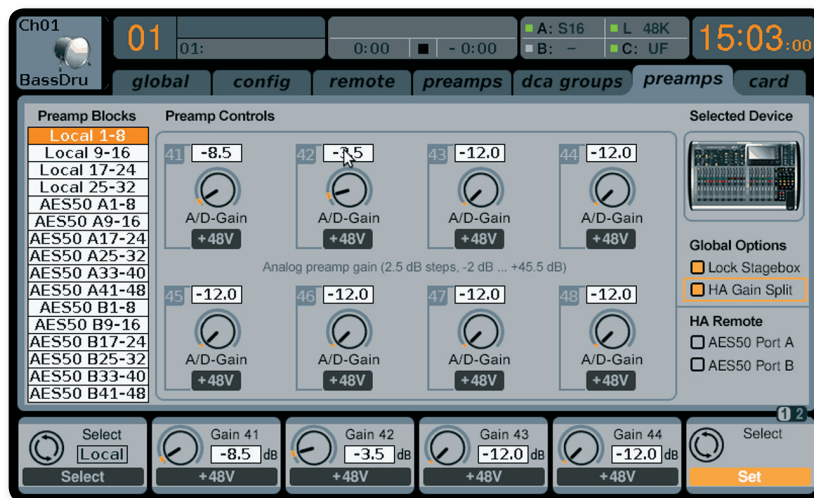 Ch01
BassDru
01
01:
0:00 - 0:00
A: S16 L 48K
B: - C: UF
15:03:00
global config remote preamps dca groups preamps card
Preamp Blocks
Local 1-8
Local 9-16
Local 17-24
Local 25-32
AES50 A1-8
AES50 A9-16
AES50 A17-24
AES50 A25-32
AES50 A33-40
AES50 A41-48
AES50 B1-8
AES50 B9-16
AES50 B17-24
AES50 B25-32
AES50 B33-40
AES50 B41-48
Preamp Controls
41 -8.5 42 -3.5 43 -12.0 44 -12.0
A/D-Gain A/D-Gain A/D-Gain A/D-Gain
+48V +48V +48V +48V
Analog preamp gain (2.5 dB steps, -2 dB ... +45.5 dB)
45 -12.0 46 -12.0 47 -12.0 48 -12.0
A/D-Gain A/D-Gain A/D-Gain A/D-Gain
+48V +48V +48V +48V
Selected Device
Global Options
Lock Stagebox
HA Gain Split
HA Remote
AES50 Port A
AES50 Port B
1 2
Select Gain 41 Gain 42 Gain 43 Gain 44 Select
Local -8.5 dB -3.5 dB -12.0 dB -12.0 dB
Select +48V +48V +48V +48V Set